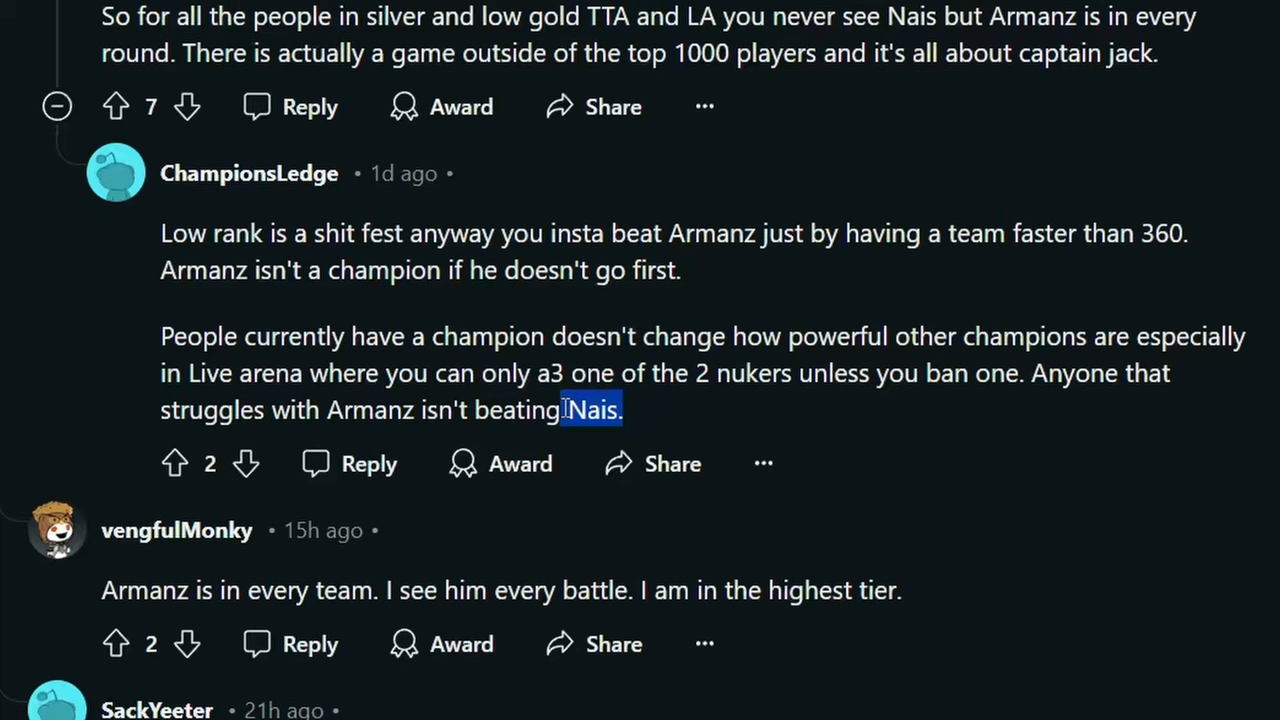 So for all the people in silver and low gold TTA and LA you never see Nais but Armanz is in every
round. There is actually a game outside of the top 1000 players and it's all about captain jack.
7 Reply Award Share ...
ChampionsLedge • 1d ago •
Low rank is a shit fest anyway you insta beat Armanz just by having a team faster than 360.
Armanz isn't a champion if he doesn't go first.
People currently have a champion doesn't change how powerful other champions are especially
in Live arena where you can only a3 one of the 2 nukers unless you ban one. Anyone that
struggles with Armanz isn't beating Nais.
2 Reply Award Share ...
vengfulMonky • 15h ago •
Armanz is in every team. I see him every battle. I am in the highest tier.
2 Reply Award Share ...
SackYeeter • 21h ago •